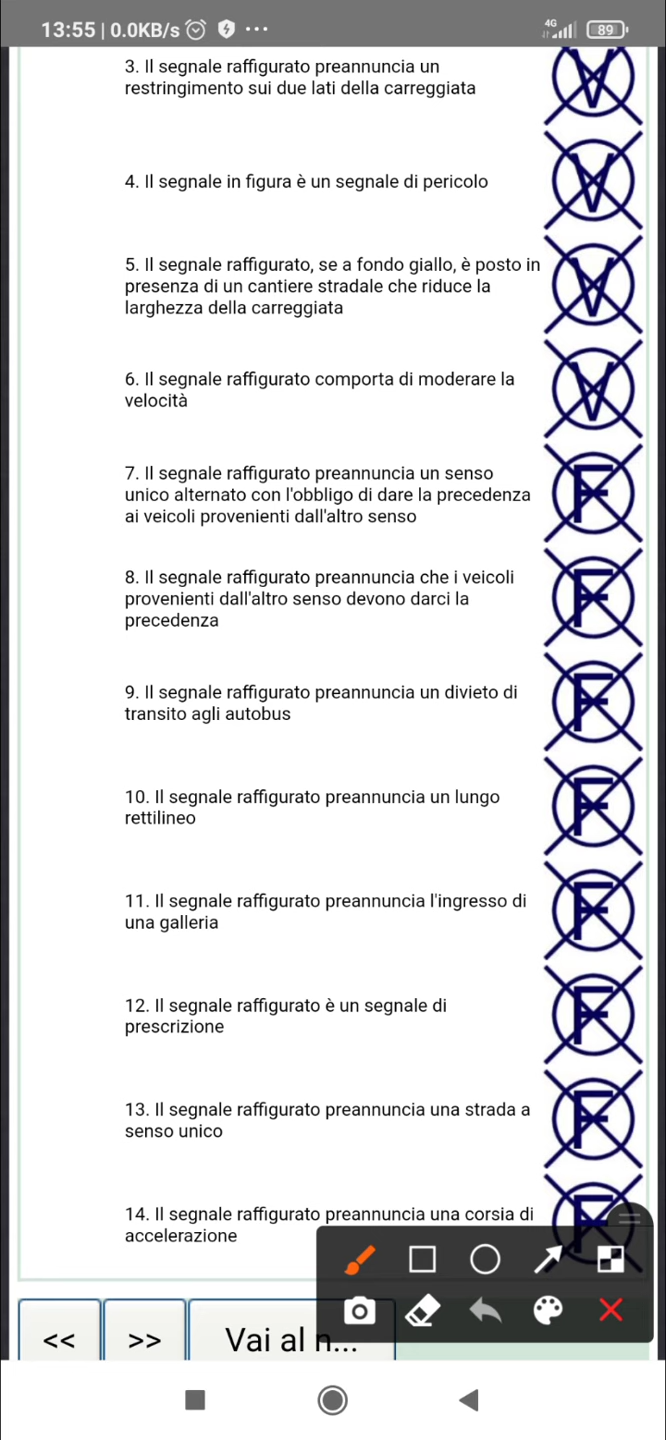 13:55 | 0.0KB/s
4G
89
3. Il segnale raffigurato preannuncia un
restringimento sui due lati della carreggiata
V
4. Il segnale in figura è un segnale di pericolo
V
5. Il segnale raffigurato, se a fondo giallo, è posto in
presenza di un cantiere stradale che riduce la
larghezza della carreggiata
V
6. Il segnale raffigurato comporta di moderare la
velocità
V
7. Il segnale raffigurato preannuncia un senso
unico alternato con l'obbligo di dare la precedenza
ai veicoli provenienti dall'altro senso
F
8. Il segnale raffigurato preannuncia che i veicoli
provenienti dall'altro senso devono darci la
precedenza
F
9. Il segnale raffigurato preannuncia un divieto di
transito agli autobus
F
10. Il segnale raffigurato preannuncia un lungo
rettilineo
F
11. Il segnale raffigurato preannuncia l'ingresso di
una galleria
F
12. Il segnale raffigurato è un segnale di
prescrizione
F
13. Il segnale raffigurato preannuncia una strada a
senso unico
F
14. Il segnale raffigurato preannuncia una corsia di
accelerazione
F
<< >> Vai al n...